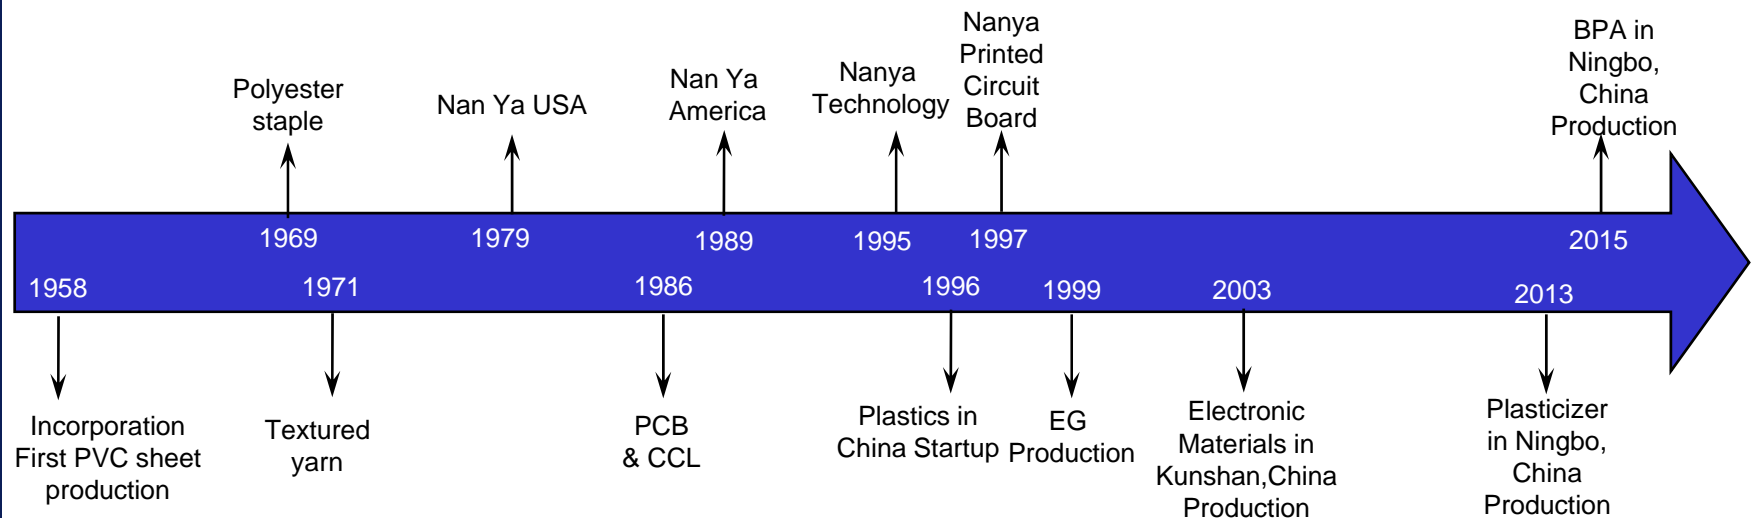 Polyester
staple
Nan Ya USA
Nan Ya
America
Nanya
Technology
Nanya
Printed
Circuit
Board
BPA in
Ningbo,
China
Production
1969
1979
1989
1995
1997
2015
1958
1971
1986
1996
1999
2003
2013
Incorporation
First PVC sheet
production
Textured
yarn
PCB
& CCL
Plastics in
China Startup
EG
Production
Electronic
Materials in
Kunshan,China
Production
Plasticizer
in Ningbo,
China
Production